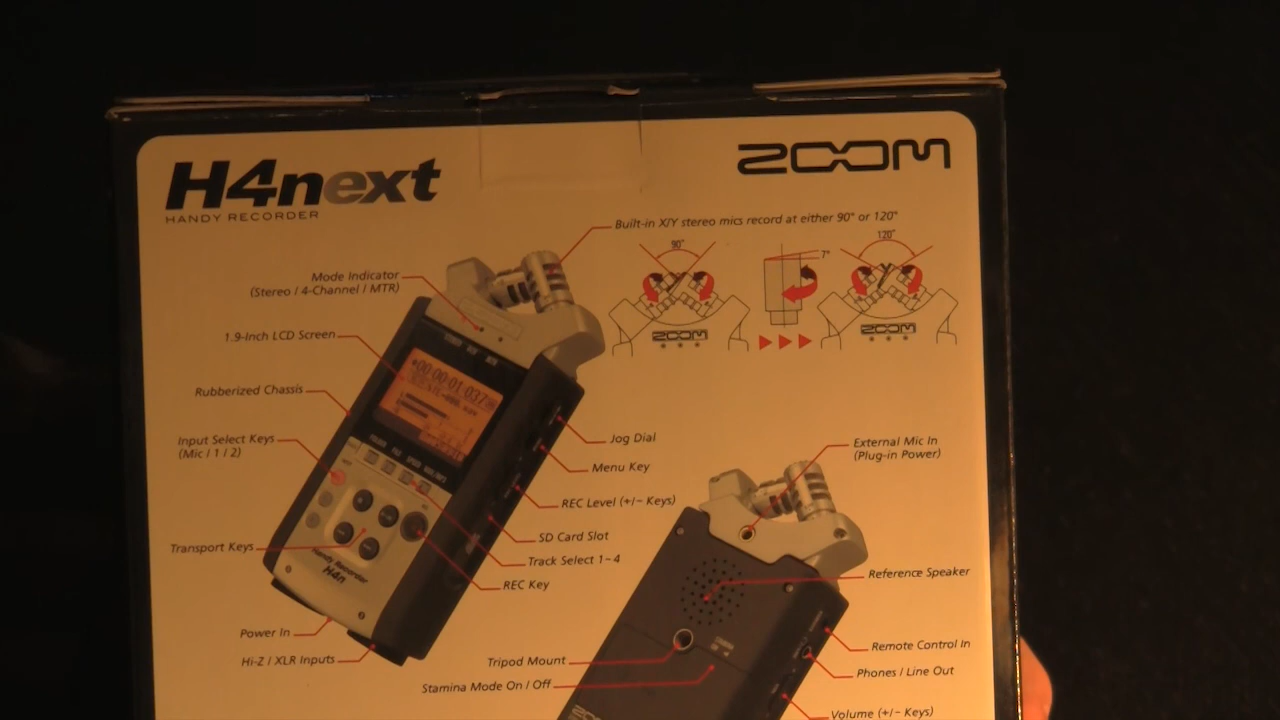 H4next
HANDY RECORDER
ZOOM
Built-in X/Y stereo mics record at either 90° or 120°
90°
7°
120°
ZOOM
ZOOM
Mode Indicator
(Stereo / 4-Channel / MTR)
1.9-Inch LCD Screen
Rubberized Chassis
Input Select Keys
(Mic / 1 / 2)
Transport Keys
Power In
Hi-Z / XLR Inputs
Handy Recorder
H4n
Jog Dial
Menu Key
REC Level (+/− Keys)
SD Card Slot
Track Select 1~4
REC Key
External Mic In
(Plug-in Power)
Reference Speaker
Remote Control In
Phones / Line Out
Volume (+/− Keys)
Tripod Mount
Stamina Mode On / Off
ZOOM